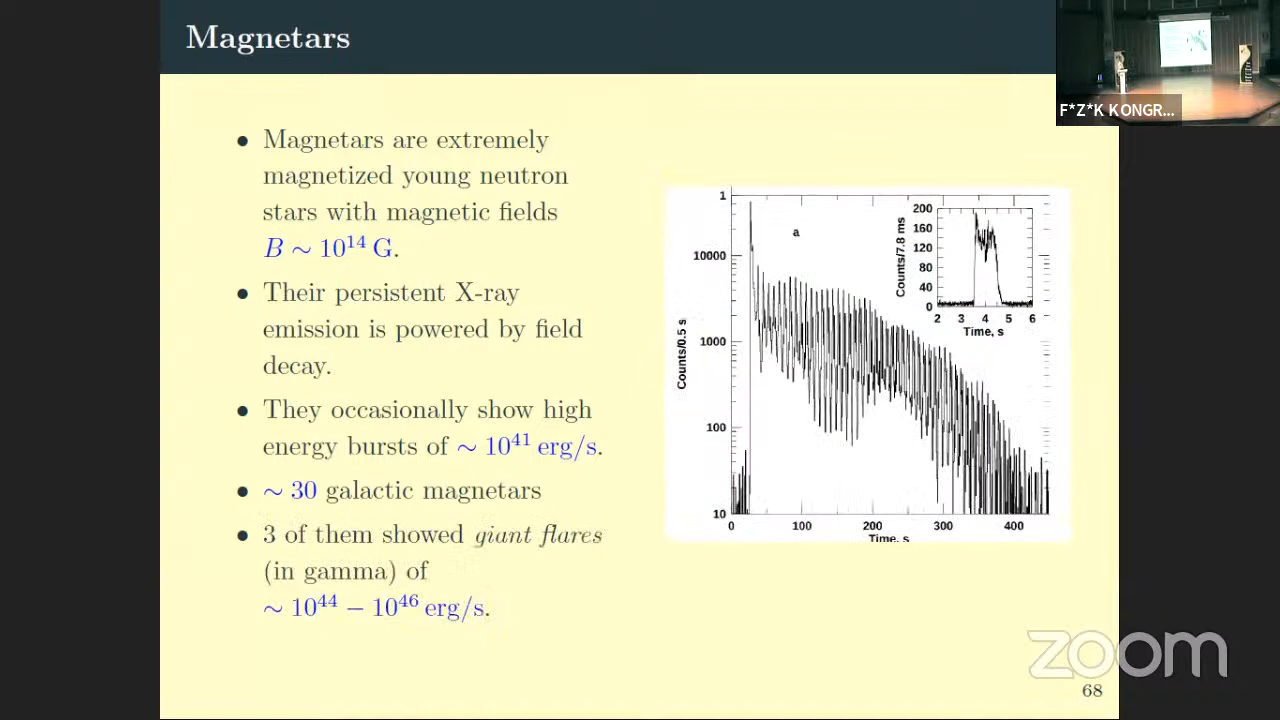 Magnetars
F*Z*K KONGR...
• Magnetars are extremely
magnetized young neutron
stars with magnetic fields
B ∼ 10¹⁴ G.
• Their persistent X-ray
emission is powered by field
decay.
• They occasionally show high
energy bursts of ∼ 10⁴¹ erg/s.
• ∼ 30 galactic magnetars
• 3 of them showed giant flares
(in gamma) of
∼ 10⁴⁴ − 10⁴⁶ erg/s.
1
10000
1000
100
10
Counts/0.5 s
a
0 100 200 300 400
Time, s
200
160
120
80
40
0
Counts/7.8 ms
2 3 4 5 6
Time, s
zoom
68